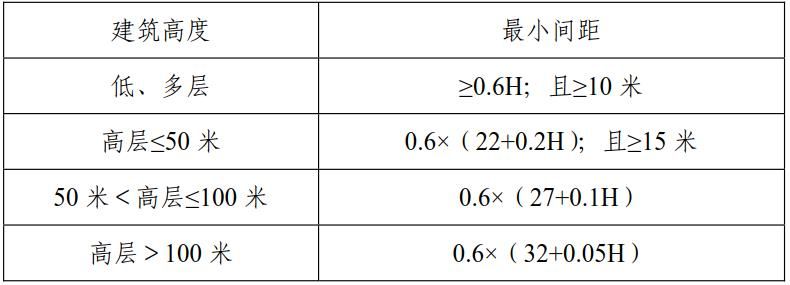 建筑高度 最小间距
低、多层 ≥0.6H；且≥10 米
高层≤50 米 0.6×（22+0.2H）；且≥15 米
50 米＜高层≤100 米 0.6×（27+0.1H）
高层＞100 米 0.6×（32+0.05H）